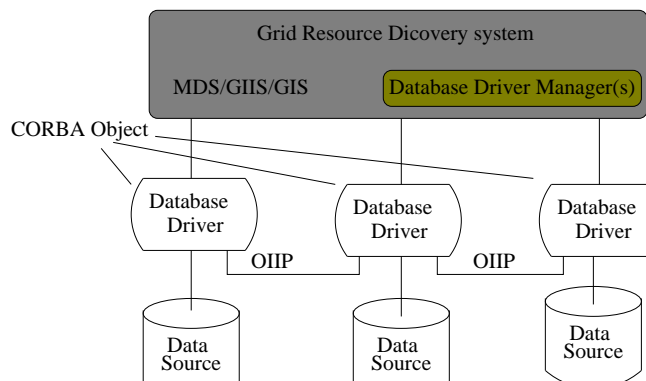 Grid Resource Dicovery system
MDS/GIIS/GIS
Database Driver Manager(s)
CORBA Object
Database
Driver
Database
Driver
Database
Driver
OIIP
OIIP
Data
Source
Data
Source
Data
Source